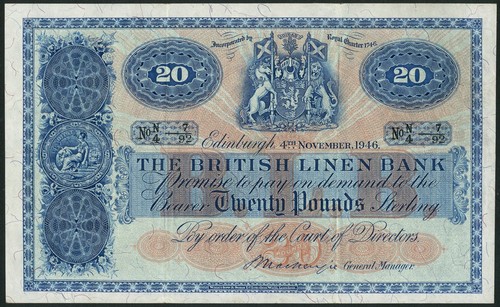 Incorporated by Royal Charter 1746.
20 20
No N/4 7/92 No N/4 7/92
Edinburgh, 4TH NOVEMBER, 1946.
THE BRITISH LINEN BANK
Promise to pay on demand to the
Bearer Twenty Pounds Sterling
By order of the Court of Directors.
General Manager.